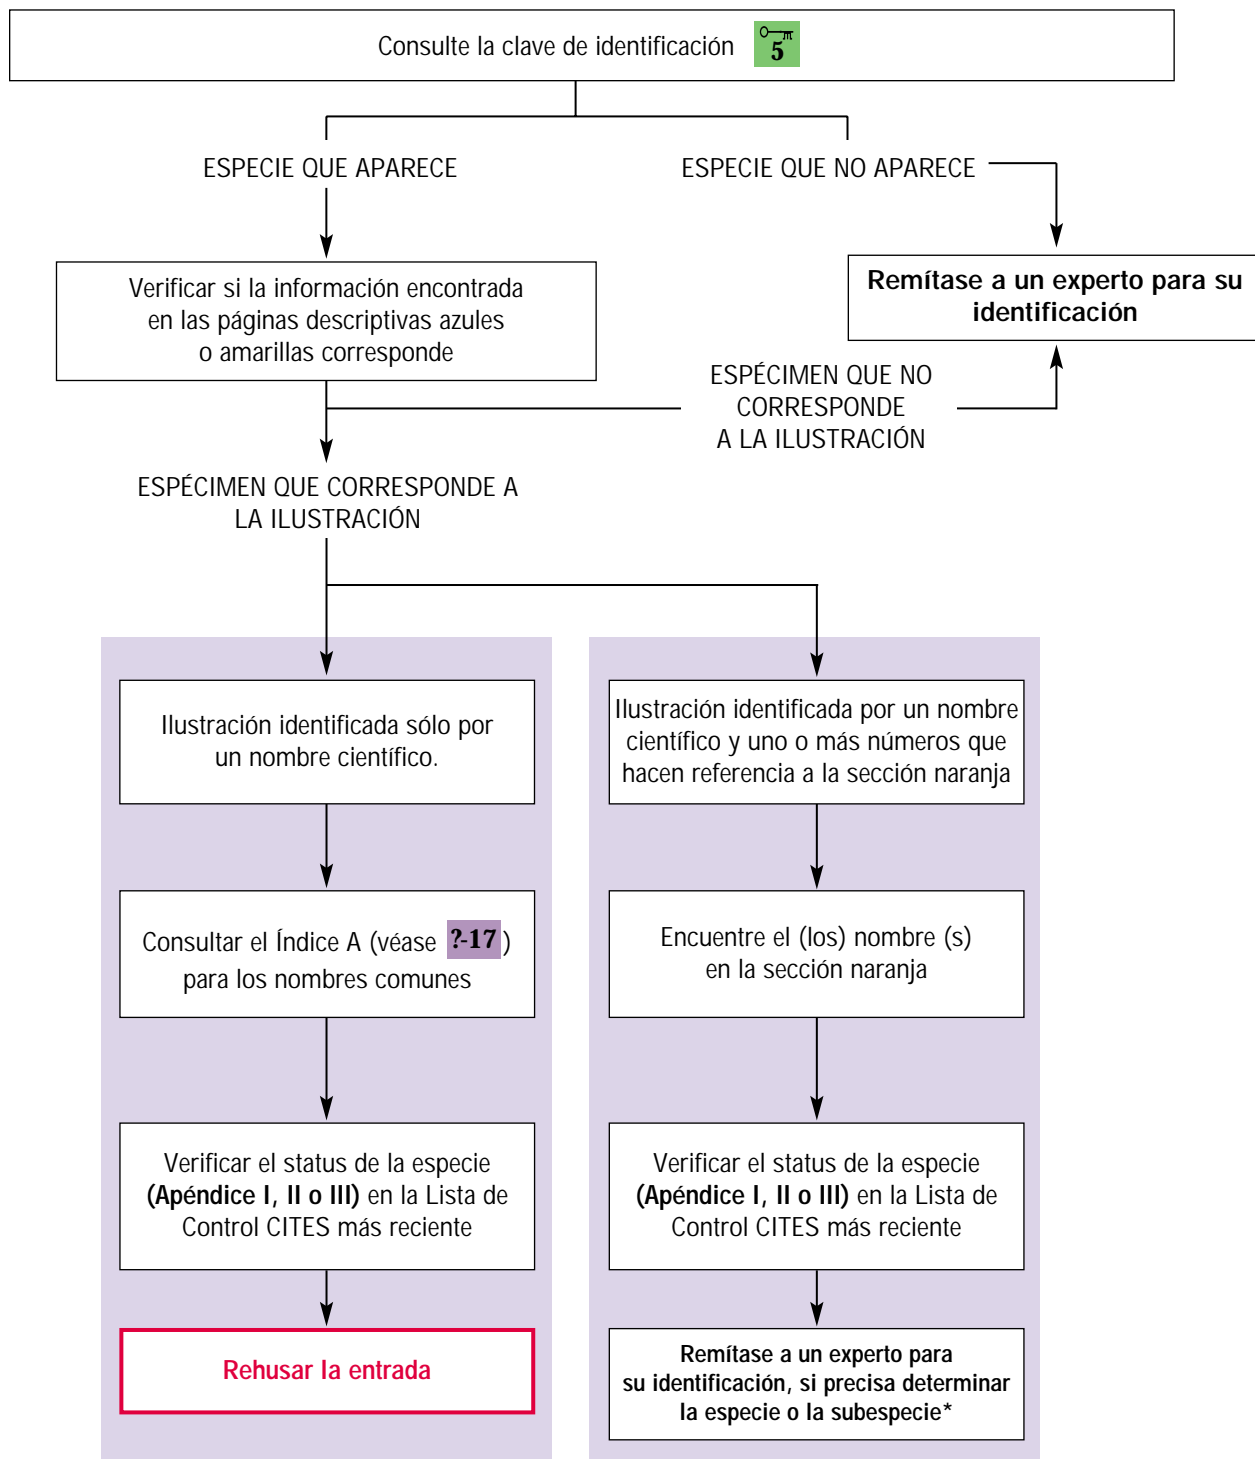 Consulte la clave de identificación 5
ESPECIE QUE APARECE
ESPECIE QUE NO APARECE
Verificar si la información encontrada
en las páginas descriptivas azules
o amarillas corresponde
Remítase a un experto para su
identificación
ESPÉCIMEN QUE NO
CORRESPONDE
A LA ILUSTRACIÓN
ESPÉCIMEN QUE CORRESPONDE A
LA ILUSTRACIÓN
Ilustración identificada sólo por
un nombre científico.
Ilustración identificada por un nombre
científico y uno o más números que
hacen referencia a la sección naranja
Consultar el Índice A (véase ?-17 )
para los nombres comunes
Encuentre el (los) nombre (s)
en la sección naranja
Verificar el status de la especie
(Apéndice I, II o III) en la Lista de
Control CITES más reciente
Verificar el status de la especie
(Apéndice I, II o III) en la Lista de
Control CITES más reciente
Rehusar la entrada
Remítase a un experto para
su identificación, si precisa determinar
la especie o la subespecie*